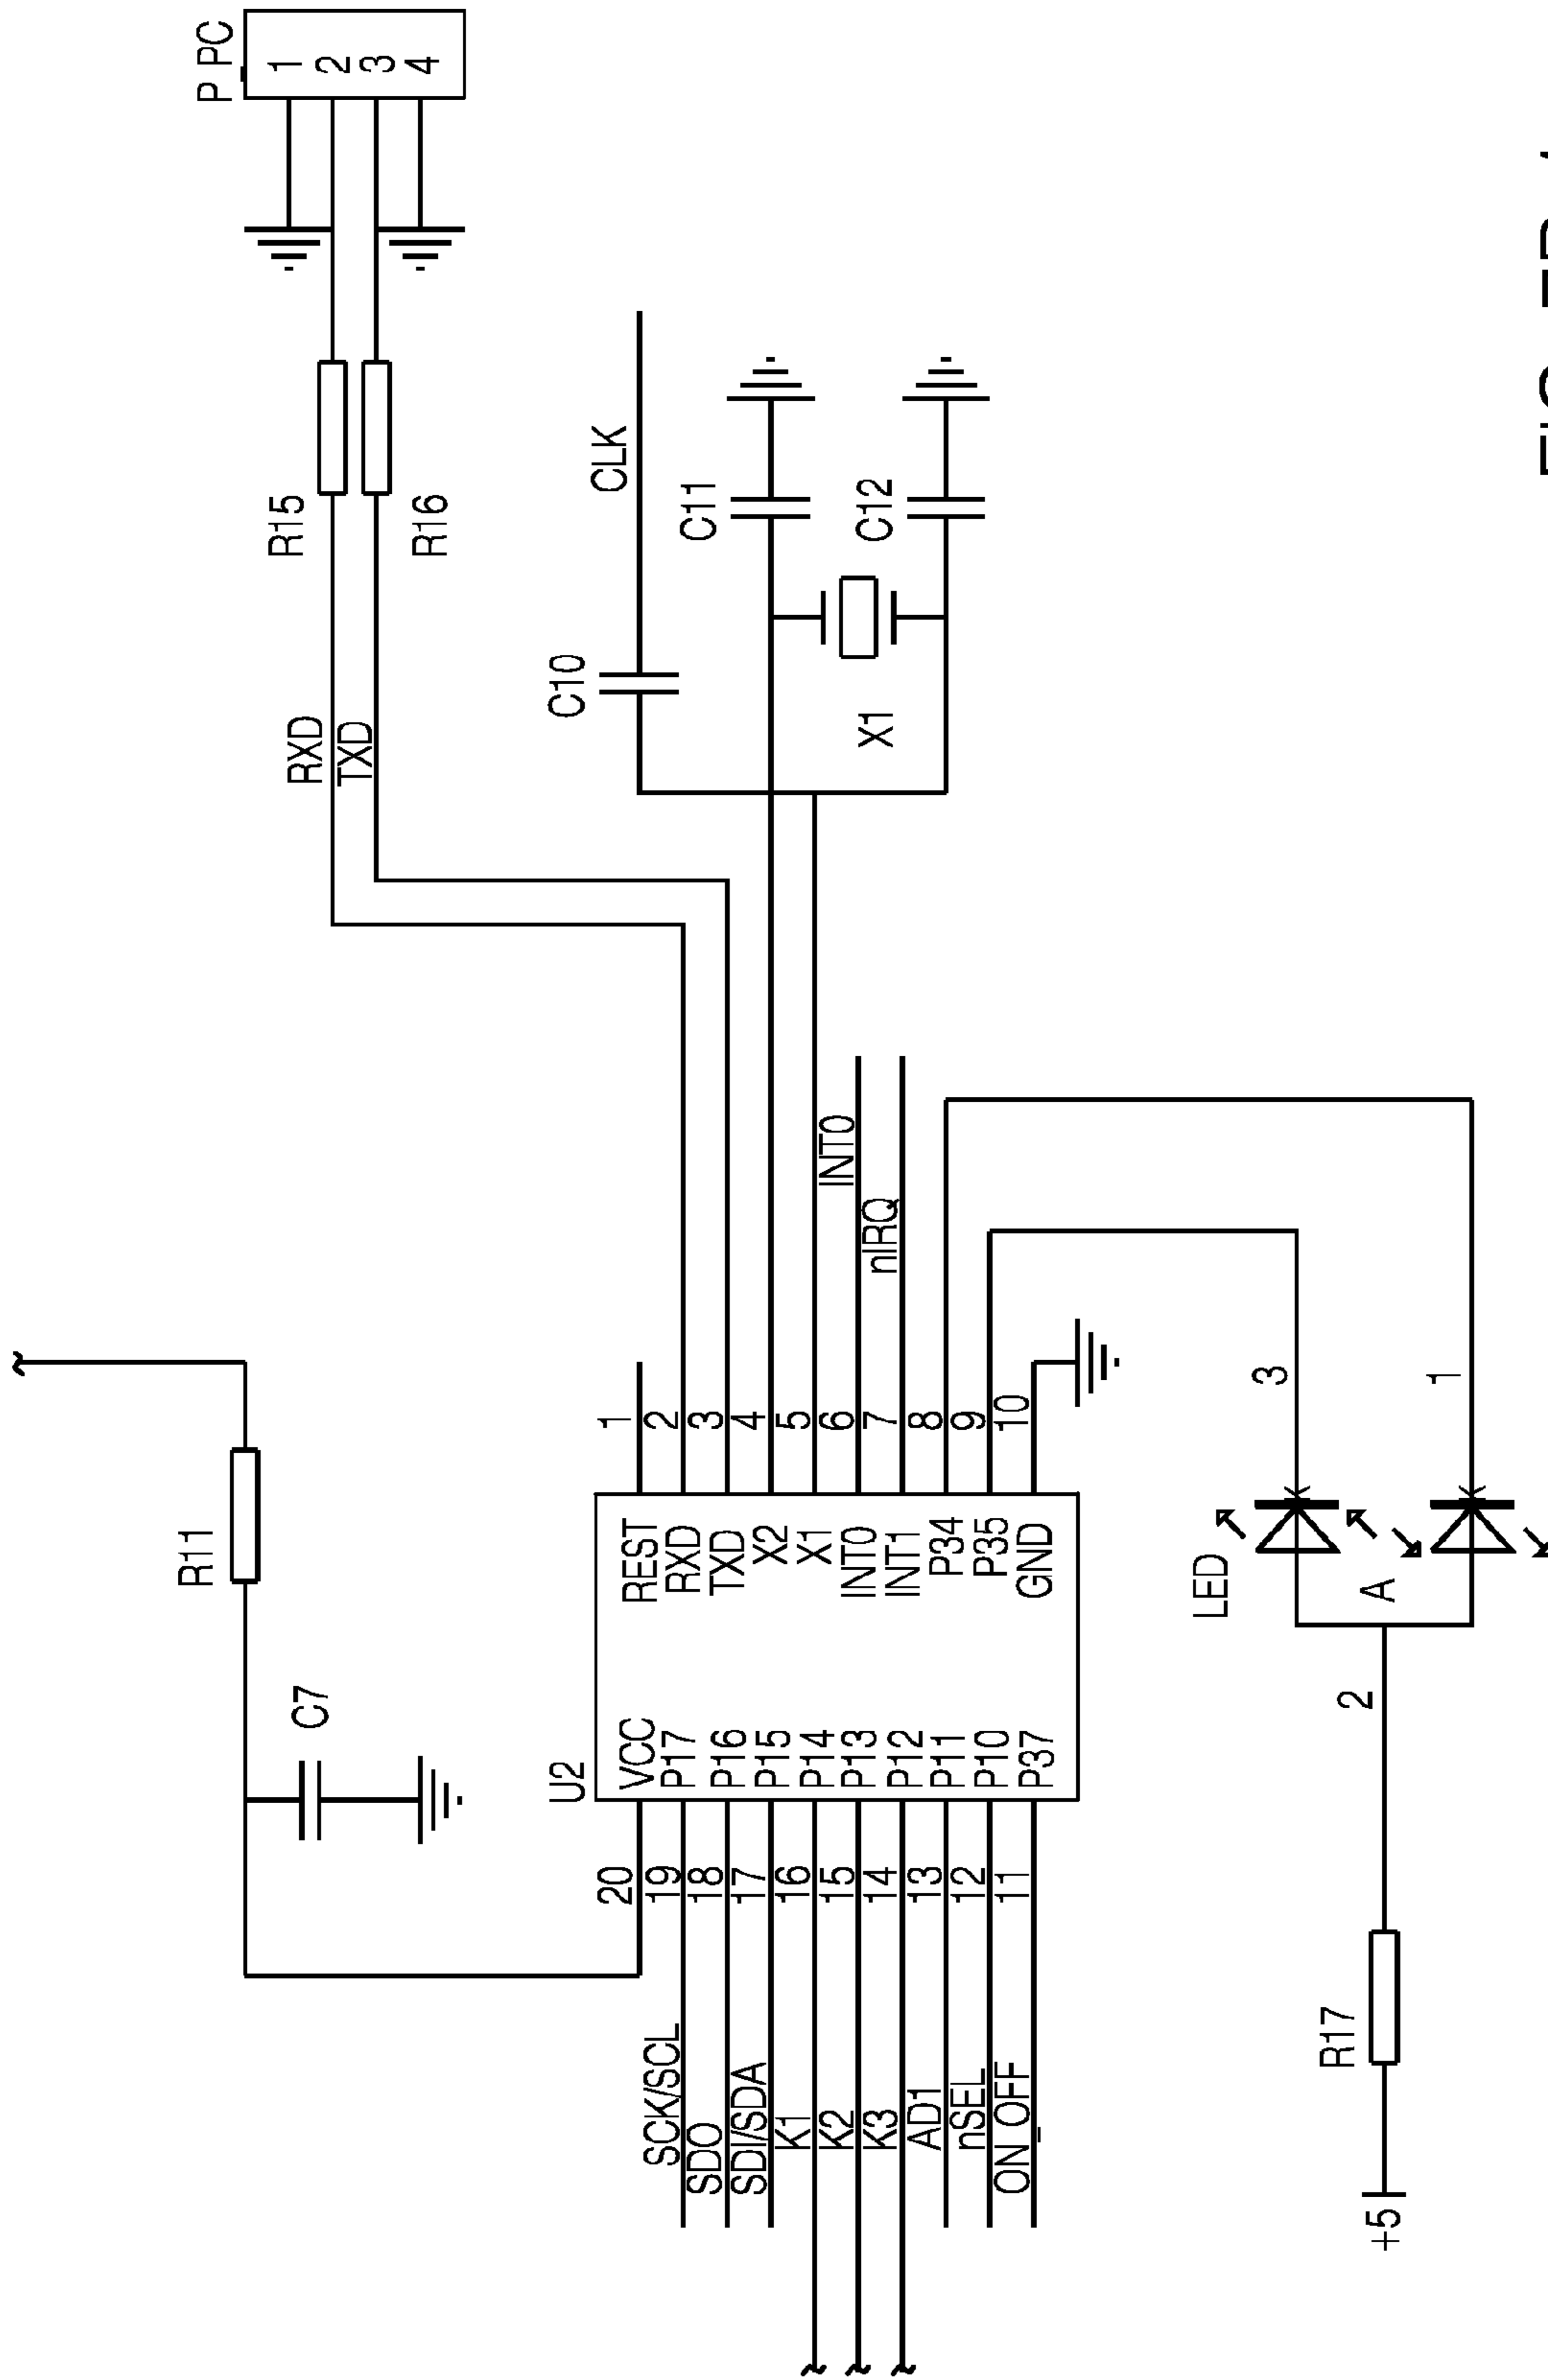 P_PC
1
2
3
4
R15
R16
RXD
TXD
CLK
C10
C11
C12
X1
INT0
nIRQ
R11
C7
U2
1
2
3
4
5
6
7
8
9
10
REST
RXD
TXD
X2
X1
INT0
INT1
P34
P35
GND
VCC
P17
P16
P15
P14
P13
P12
P11
P10
P37
20
19
18
17
16
15
14
13
12
11
SCK/SCL
SDO
SDI/SDA
K1
K2
K3
AD1
nSEL
ON_OFF
LED
3
1
K
K
A
2
R17
+5